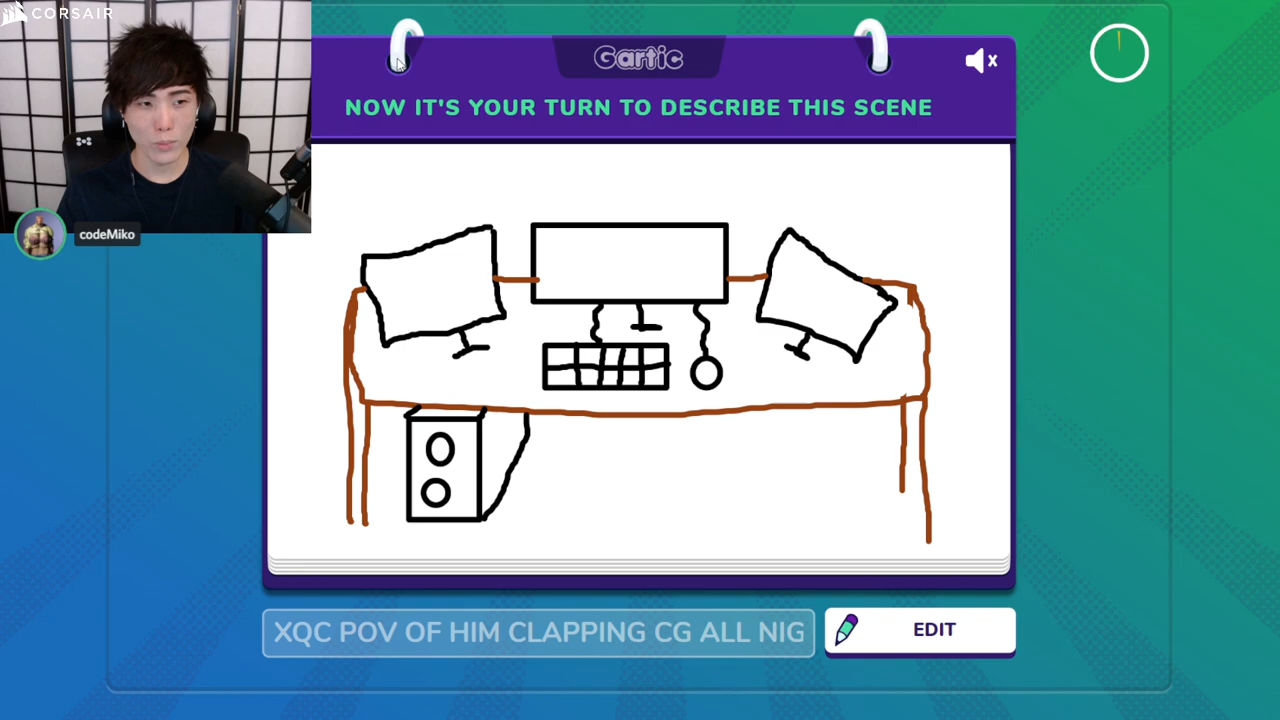 CORSAIR
Gartic
NOW IT'S YOUR TURN TO DESCRIBE THIS SCENE
codeMiko
XQC POV OF HIM CLAPPING CG ALL NIG
EDIT